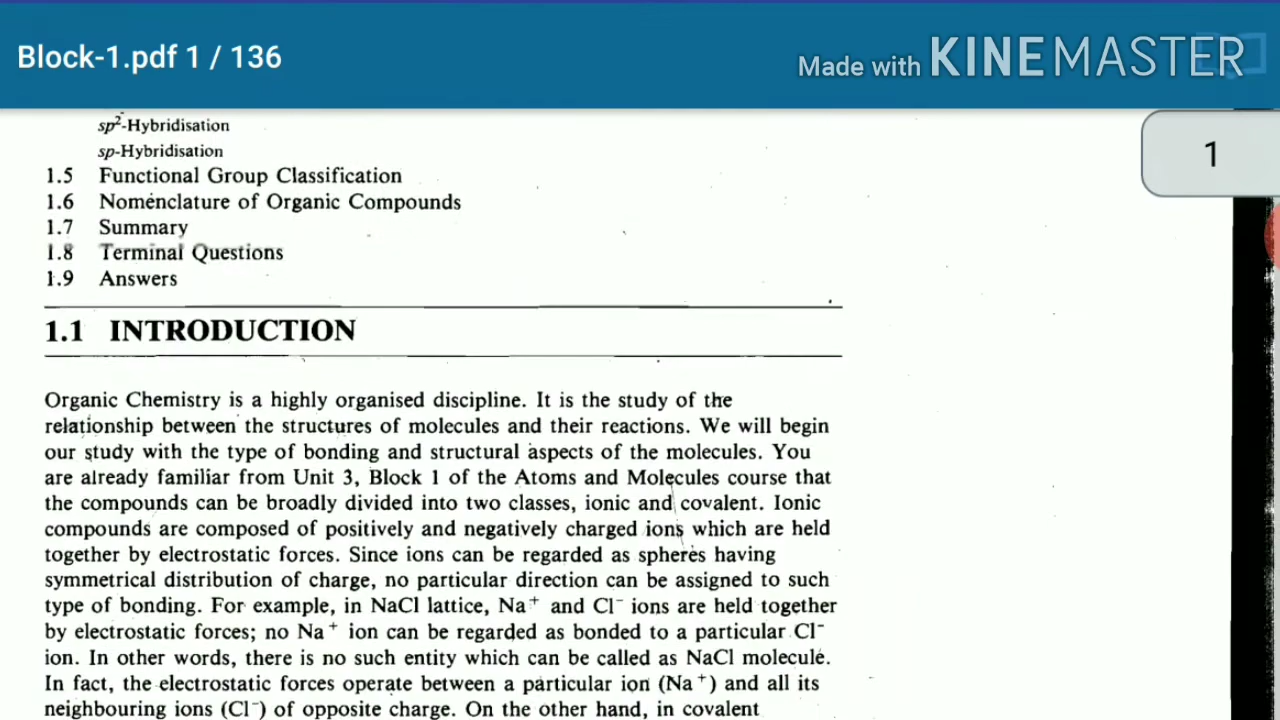 Block-1.pdf 1 / 136
Made with KINEMASTER
1
sp²-Hybridisation
sp-Hybridisation
1.5 Functional Group Classification
1.6 Nomenclature of Organic Compounds
1.7 Summary
1.8 Terminal Questions
1.9 Answers
1.1 INTRODUCTION
Organic Chemistry is a highly organised discipline. It is the study of the
relationship between the structures of molecules and their reactions. We will begin
our study with the type of bonding and structural aspects of the molecules. You
are already familiar from Unit 3, Block 1 of the Atoms and Molecules course that
the compounds can be broadly divided into two classes, ionic and covalent. Ionic
compounds are composed of positively and negatively charged ions which are held
together by electrostatic forces. Since ions can be regarded as spheres having
symmetrical distribution of charge, no particular direction can be assigned to such
type of bonding. For example, in NaCl lattice, Na⁺ and Cl⁻ ions are held together
by electrostatic forces; no Na⁺ ion can be regarded as bonded to a particular Cl⁻
ion. In other words, there is no such entity which can be called as NaCl molecule.
In fact, the electrostatic forces operate between a particular ion (Na⁺) and all its
neighbouring ions (Cl⁻) of opposite charge. On the other hand, in covalent